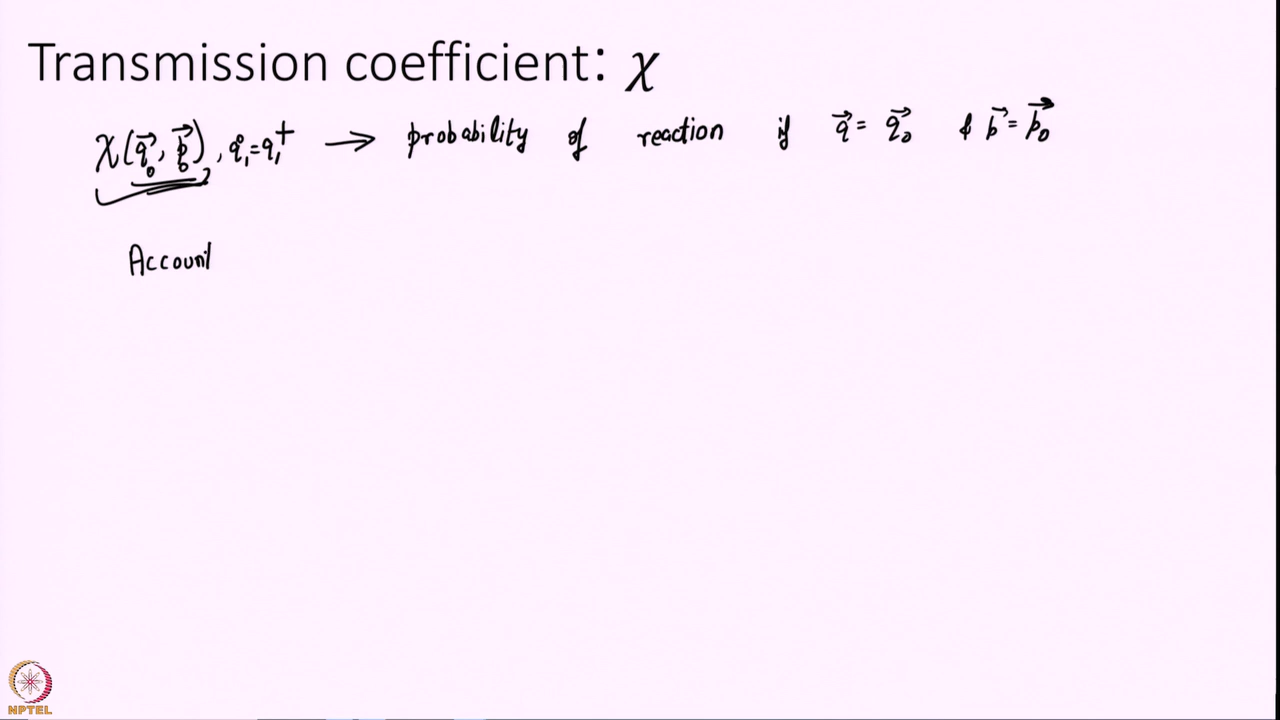 Transmission coefficient: χ
χ(q⃗₀, p⃗₀), q₁=q₁⁺ → probability of reaction if q⃗ = q⃗₀ & p⃗ = p⃗₀
Account
NPTEL